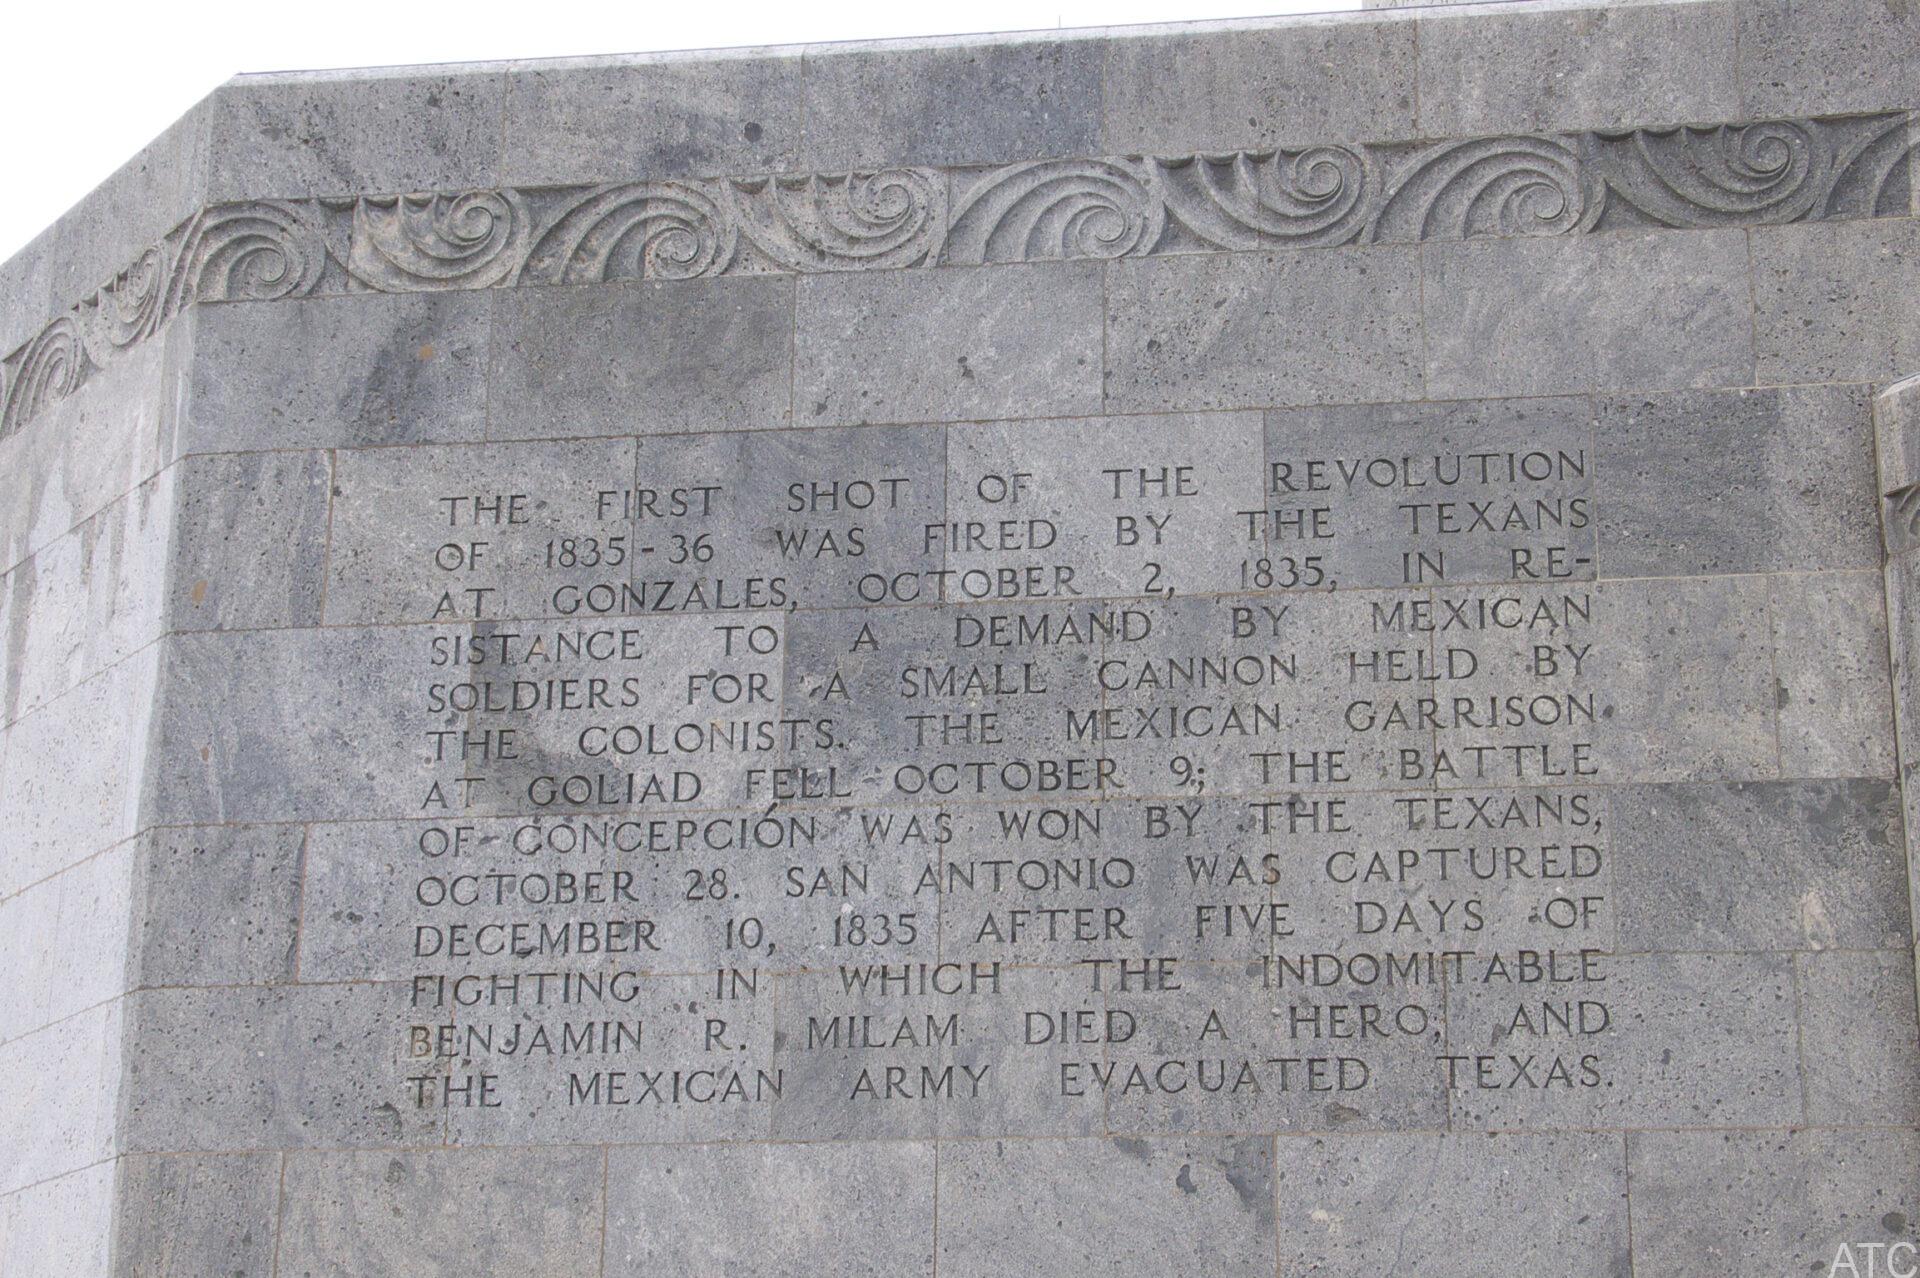 THE FIRST SHOT OF THE REVOLUTION
OF 1835-36 WAS FIRED BY THE TEXANS
AT GONZALES, OCTOBER 2, 1835, IN RE-
SISTANCE TO A DEMAND BY MEXICAN
SOLDIERS FOR A SMALL CANNON HELD BY
THE COLONISTS. THE MEXICAN GARRISON
AT GOLIAD FELL OCTOBER 9; THE BATTLE
OF CONCEPCIÓN WAS WON BY THE TEXANS,
OCTOBER 28. SAN ANTONIO WAS CAPTURED
DECEMBER 10, 1835 AFTER FIVE DAYS OF
FIGHTING IN WHICH THE INDOMITABLE
BENJAMIN R. MILAM DIED A HERO, AND
THE MEXICAN ARMY EVACUATED TEXAS.
ATC